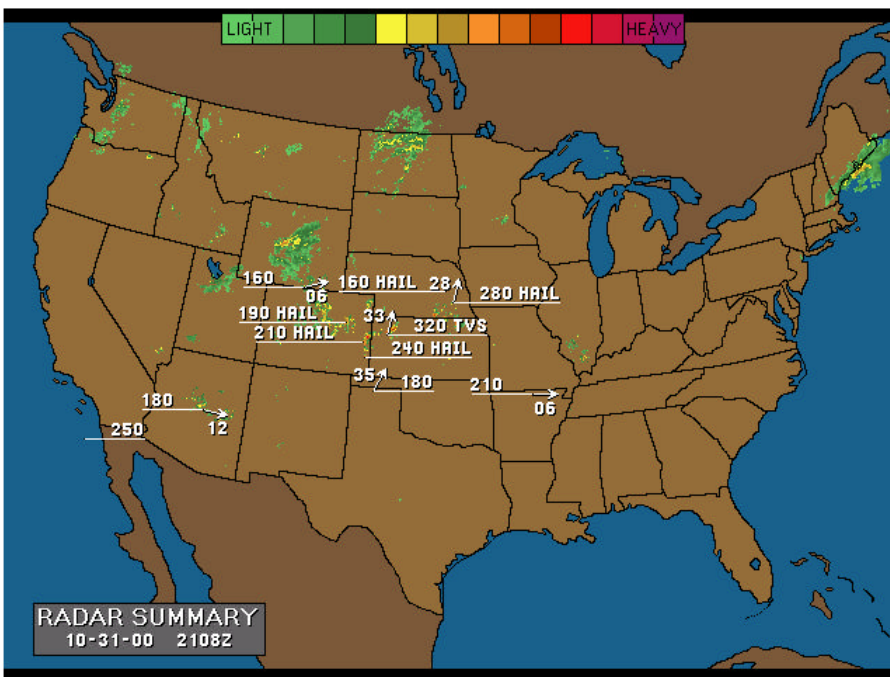 LIGHT HEAVY
160 160 HAIL 28 280 HAIL
06
190 HAIL 33
210 HAIL 320 TVS
240 HAIL
35 180 210
180 06
12
250
RADAR SUMMARY
10-31-00 2108Z